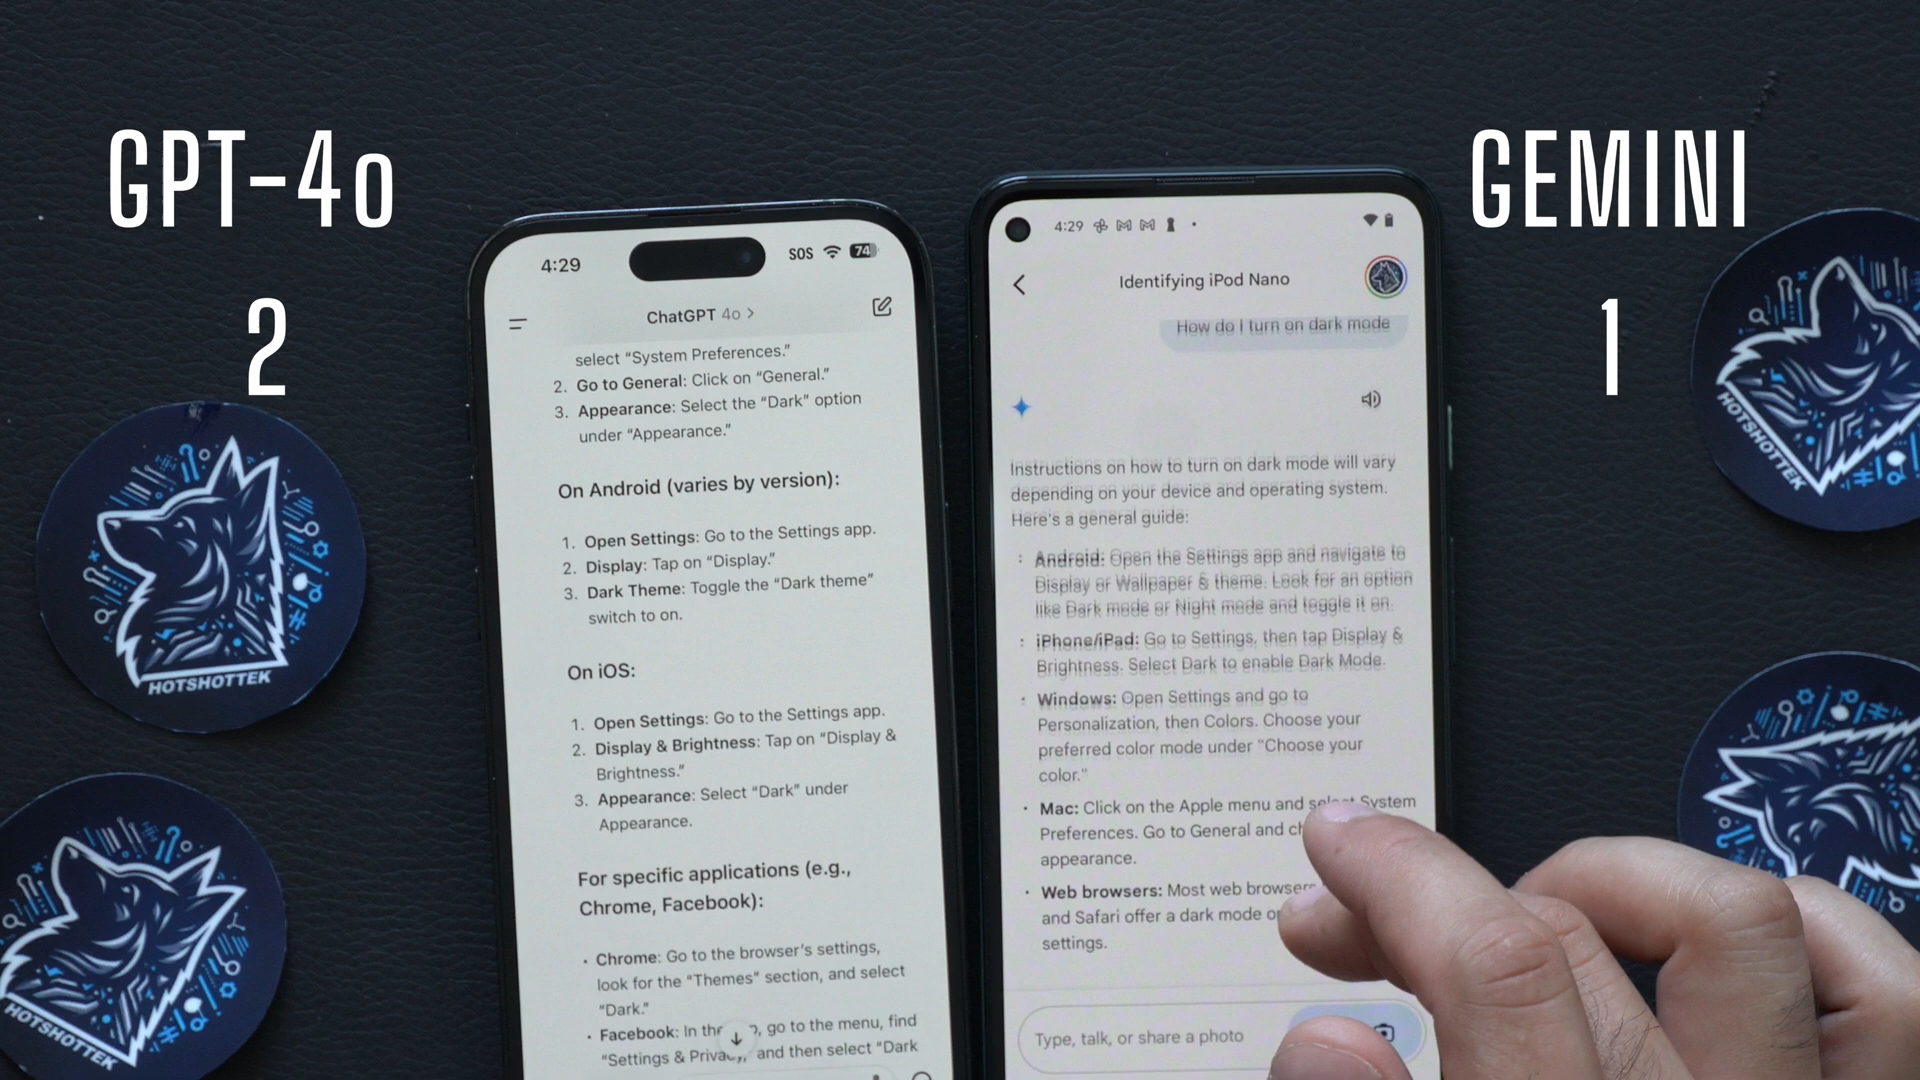 GPT-4o
2
GEMINI
1
4:29
SOS
74
ChatGPT 4o >
select “System Preferences.”
2. Go to General: Click on “General.”
3. Appearance: Select the “Dark” option
under “Appearance.”
On Android (varies by version):
1. Open Settings: Go to the Settings app.
2. Display: Tap on “Display.”
3. Dark Theme: Toggle the “Dark theme”
switch to on.
On iOS:
1. Open Settings: Go to the Settings app.
2. Display & Brightness: Tap on “Display &
Brightness.”
3. Appearance: Select “Dark” under
Appearance.
For specific applications (e.g.,
Chrome, Facebook):
• Chrome: Go to the browser’s settings,
look for the “Themes” section, and select
“Dark.”
• Facebook: In the, go to the menu, find
“Settings & Privacy,” and then select “Dark
4:29
Identifying iPod Nano
How do I turn on dark mode
Instructions on how to turn on dark mode will vary
depending on your device and operating system.
Here's a general guide:
• Android: Open the Settings app and navigate to
Display or Wallpaper & theme. Look for an option
like Dark mode or Night mode and toggle it on.
• iPhone/iPad: Go to Settings, then tap Display &
Brightness. Select Dark to enable Dark Mode.
• Windows: Open Settings and go to
Personalization, then Colors. Choose your
preferred color mode under "Choose your
color."
• Mac: Click on the Apple menu and select System
Preferences. Go to General and
appearance.
• Web browsers: Most web browsers
and Safari offer a dark mode
settings.
Type, talk, or share a photo
HOTSHOTTEK
HOTSHOTTEK
HOTSHOTTEK